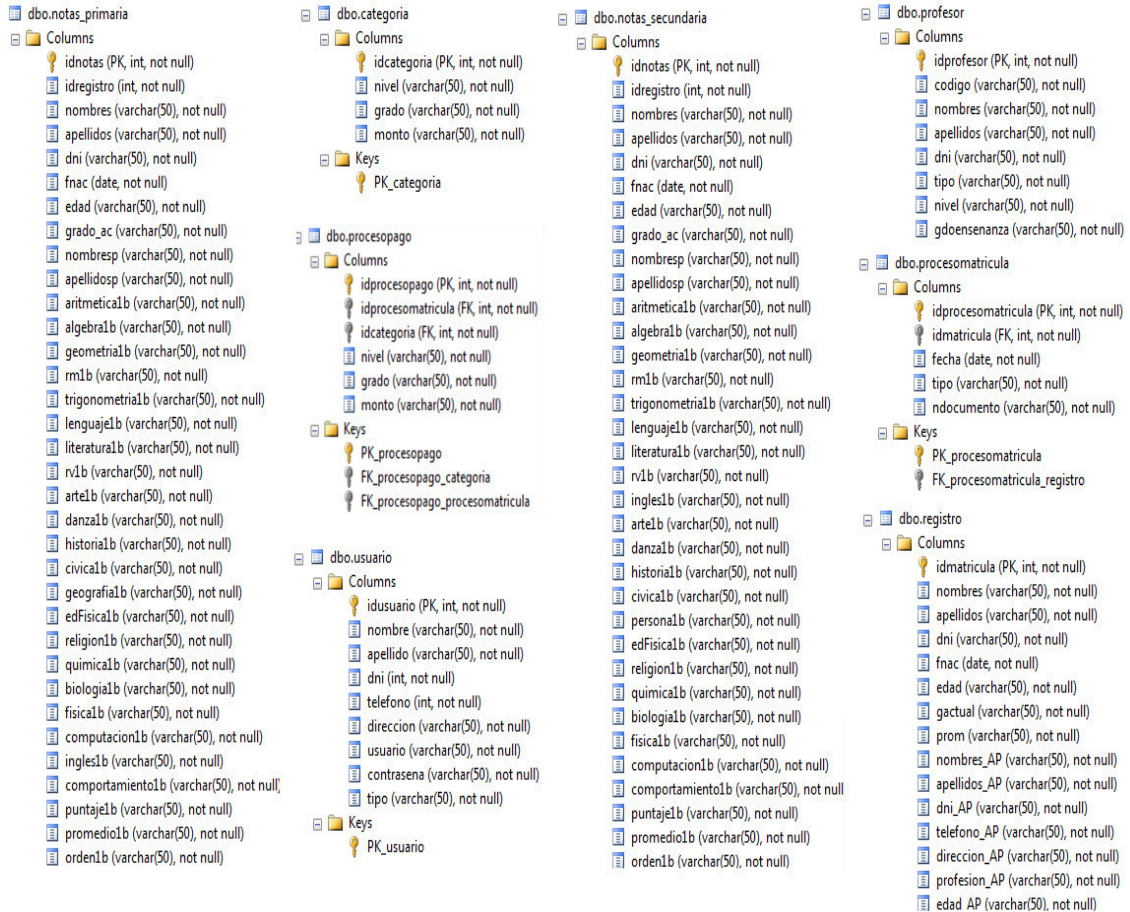 dbo.notas_primaria
Columns
idnotas (PK, int, not null)
idregistro (int, not null)
nombres (varchar(50), not null)
apellidos (varchar(50), not null)
dni (varchar(50), not null)
fnac (date, not null)
edad (varchar(50), not null)
grado_ac (varchar(50), not null)
nombresp (varchar(50), not null)
apellidosp (varchar(50), not null)
aritmetica1b (varchar(50), not null)
algebra1b (varchar(50), not null)
geometria1b (varchar(50), not null)
rm1b (varchar(50), not null)
trigonometria1b (varchar(50), not null)
lenguaje1b (varchar(50), not null)
literatura1b (varchar(50), not null)
rv1b (varchar(50), not null)
arte1b (varchar(50), not null)
danza1b (varchar(50), not null)
historia1b (varchar(50), not null)
civica1b (varchar(50), not null)
geografia1b (varchar(50), not null)
edFisica1b (varchar(50), not null)
religion1b (varchar(50), not null)
quimica1b (varchar(50), not null)
biologia1b (varchar(50), not null)
fisica1b (varchar(50), not null)
computacion1b (varchar(50), not null)
ingles1b (varchar(50), not null)
comportamiento1b (varchar(50), not null)
puntaje1b (varchar(50), not null)
promedio1b (varchar(50), not null)
orden1b (varchar(50), not null)
dbo.categoria
Columns
idcategoria (PK, int, not null)
nivel (varchar(50), not null)
grado (varchar(50), not null)
monto (varchar(50), not null)
Keys
PK_categoria
dbo.procesopago
Columns
idprocesopago (PK, int, not null)
idprocesomatricula (FK, int, not null)
idcategoria (FK, int, not null)
nivel (varchar(50), not null)
grado (varchar(50), not null)
monto (varchar(50), not null)
Keys
PK_procesopago
FK_procesopago_categoria
FK_procesopago_procesomatricula
dbo.usuario
Columns
idusuario (PK, int, not null)
nombre (varchar(50), not null)
apellido (varchar(50), not null)
dni (int, not null)
telefono (int, not null)
direccion (varchar(50), not null)
usuario (varchar(50), not null)
contrasena (varchar(50), not null)
tipo (varchar(50), not null)
Keys
PK_usuario
dbo.notas_secundaria
Columns
idnotas (PK, int, not null)
idregistro (int, not null)
nombres (varchar(50), not null)
apellidos (varchar(50), not null)
dni (varchar(50), not null)
fnac (date, not null)
edad (varchar(50), not null)
grado_ac (varchar(50), not null)
nombresp (varchar(50), not null)
apellidosp (varchar(50), not null)
aritmetica1b (varchar(50), not null)
algebra1b (varchar(50), not null)
geometria1b (varchar(50), not null)
rm1b (varchar(50), not null)
trigonometria1b (varchar(50), not null)
lenguaje1b (varchar(50), not null)
literatura1b (varchar(50), not null)
rv1b (varchar(50), not null)
ingles1b (varchar(50), not null)
arte1b (varchar(50), not null)
danza1b (varchar(50), not null)
historia1b (varchar(50), not null)
civica1b (varchar(50), not null)
persona1b (varchar(50), not null)
edFisica1b (varchar(50), not null)
religion1b (varchar(50), not null)
quimica1b (varchar(50), not null)
biologia1b (varchar(50), not null)
fisica1b (varchar(50), not null)
computacion1b (varchar(50), not null)
comportamiento1b (varchar(50), not null
puntaje1b (varchar(50), not null)
promedio1b (varchar(50), not null)
orden1b (varchar(50), not null)
dbo.profesor
Columns
idprofesor (PK, int, not null)
codigo (varchar(50), not null)
nombres (varchar(50), not null)
apellidos (varchar(50), not null)
dni (varchar(50), not null)
tipo (varchar(50), not null)
nivel (varchar(50), not null)
gdoensenanza (varchar(50), not null)
dbo.procesomatricula
Columns
idprocesomatricula (PK, int, not null)
idmatricula (FK, int, not null)
fecha (date, not null)
tipo (varchar(50), not null)
ndocumento (varchar(50), not null)
Keys
PK_procesomatricula
FK_procesomatricula_registro
dbo.registro
Columns
idmatricula (PK, int, not null)
nombres (varchar(50), not null)
apellidos (varchar(50), not null)
dni (varchar(50), not null)
fnac (date, not null)
edad (varchar(50), not null)
gactual (varchar(50), not null)
prom (varchar(50), not null)
nombres_AP (varchar(50), not null)
apellidos_AP (varchar(50), not null)
dni_AP (varchar(50), not null)
telefono_AP (varchar(50), not null)
direccion_AP (varchar(50), not null)
profesion_AP (varchar(50), not null)
edad_AP (varchar(50), not null)